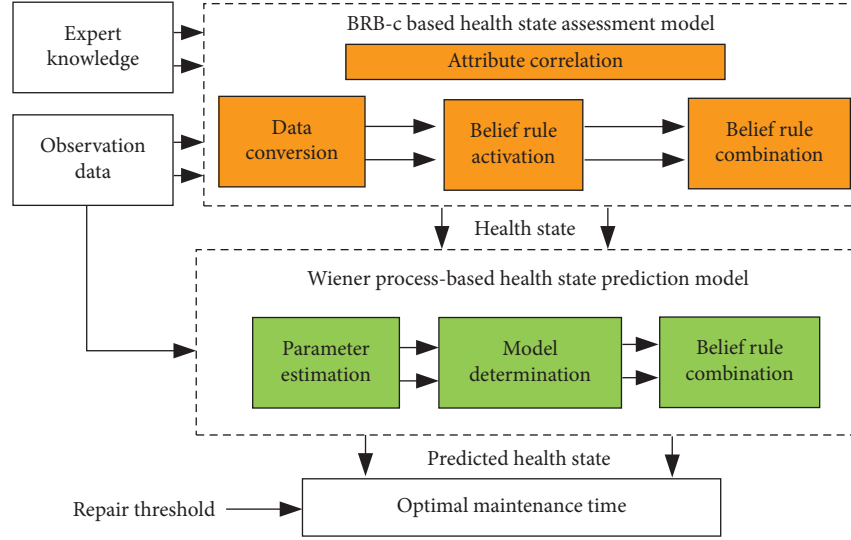 Expert
knowledge
BRB-c based health state assessment model
Attribute correlation
Observation
data
Data
conversion
Belief rule
activation
Belief rule
combination
Health state
Wiener process-based health state prediction model
Parameter
estimation
Model
determination
Belief rule
combination
Predicted health state
Repair threshold
Optimal maintenance time